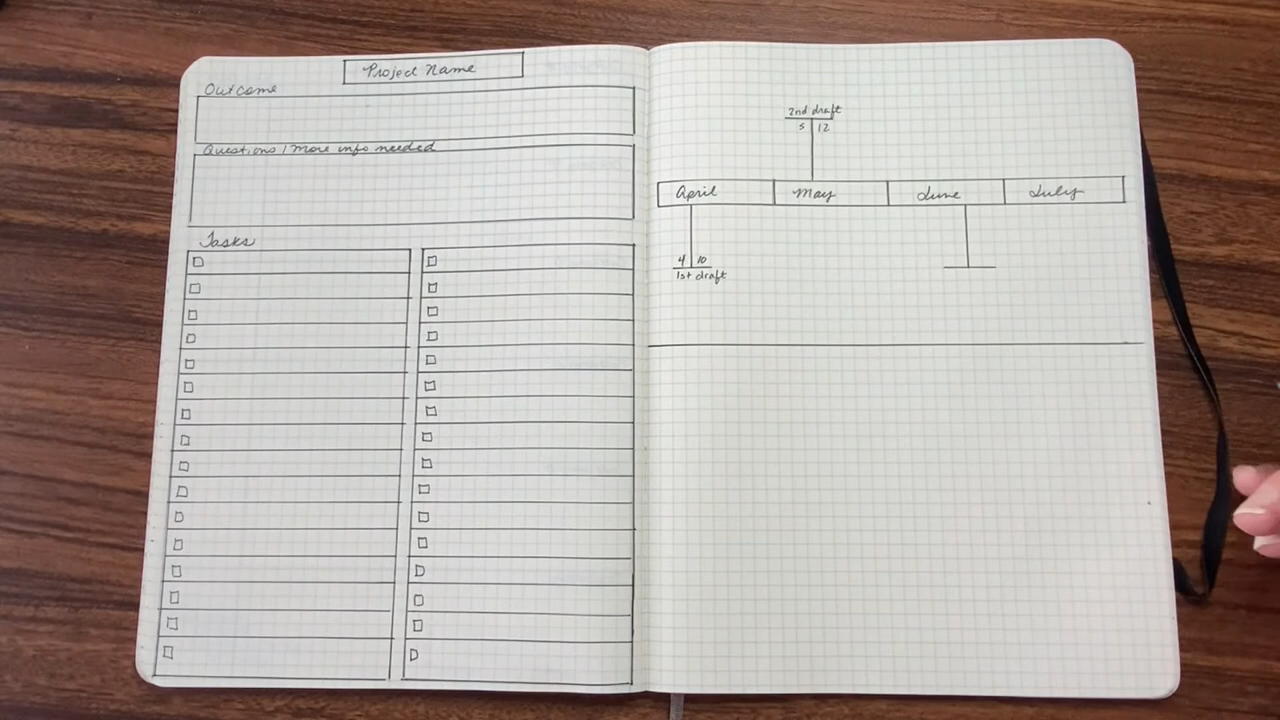 Project Name
Outcome
Questions / More info needed
Tasks
2nd draft
5 12
April May June July
4 10
1st draft